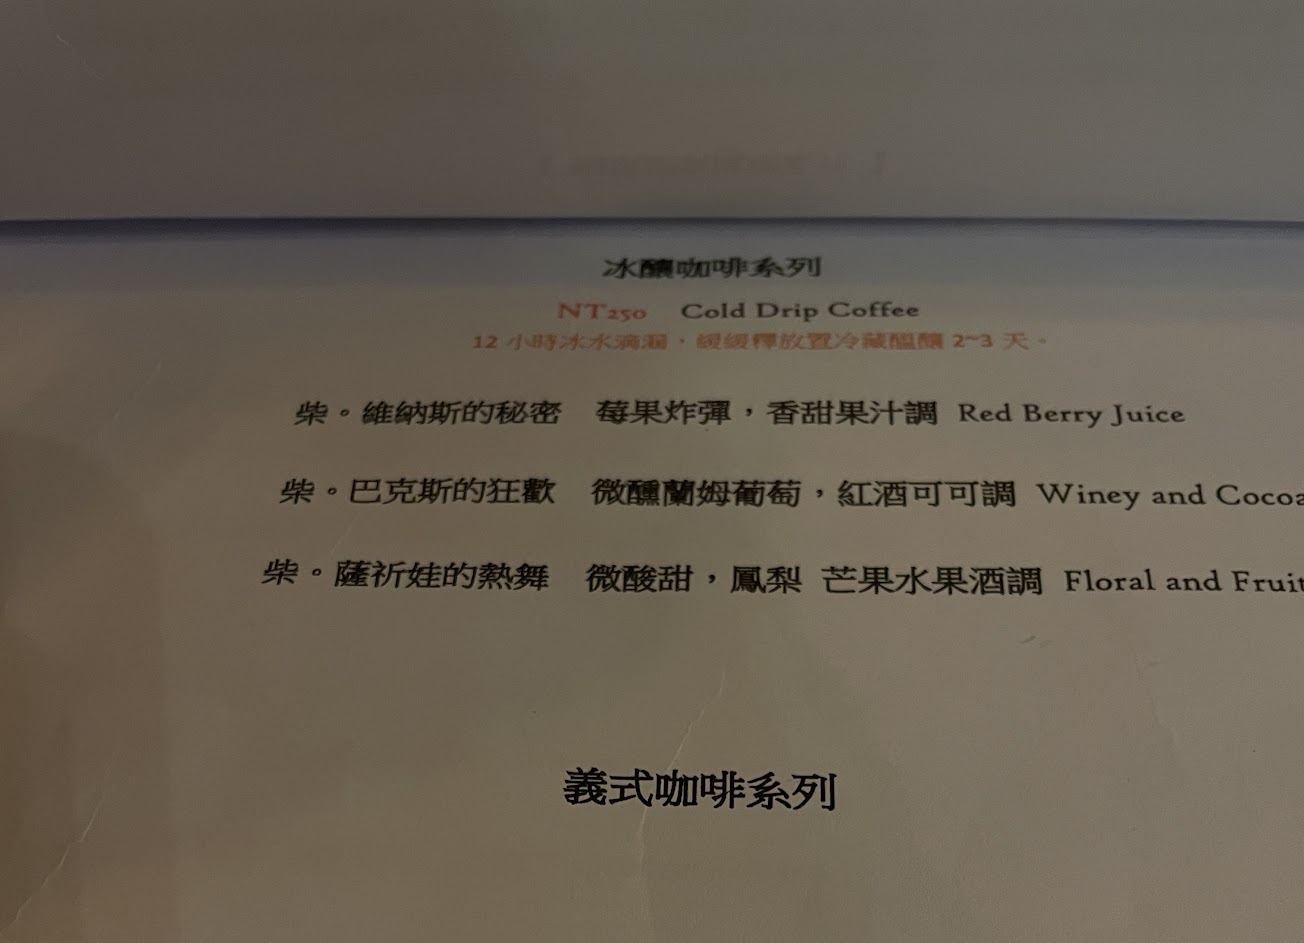 冰釀咖啡系列
NT250 Cold Drip Coffee
12 小時冰水滴漏，緩緩釋放置冷藏醞釀 2~3 天。
柴。維納斯的秘密 莓果炸彈，香甜果汁調 Red Berry Juice
柴。巴克斯的狂歡 微醺蘭姆葡萄，紅酒可可調 Winey and Cocoa
柴。薩祈娃的熱舞 微酸甜，鳳梨 芒果水果酒調 Floral and Fruit
義式咖啡系列